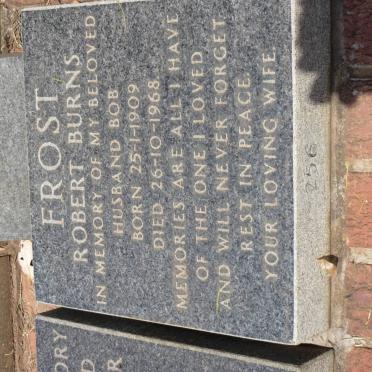 FROST
ROBERT BURNS
IN MEMORY OF MY BELOVED
HUSBAND BOB
BORN 25-1-1909
DIED 26-10-1968
MEMORIES ARE ALL I HAVE
OF THE ONE I LOVED
AND WILL NEVER FORGET
REST IN PEACE.
YOUR LOVING WIFE.
256